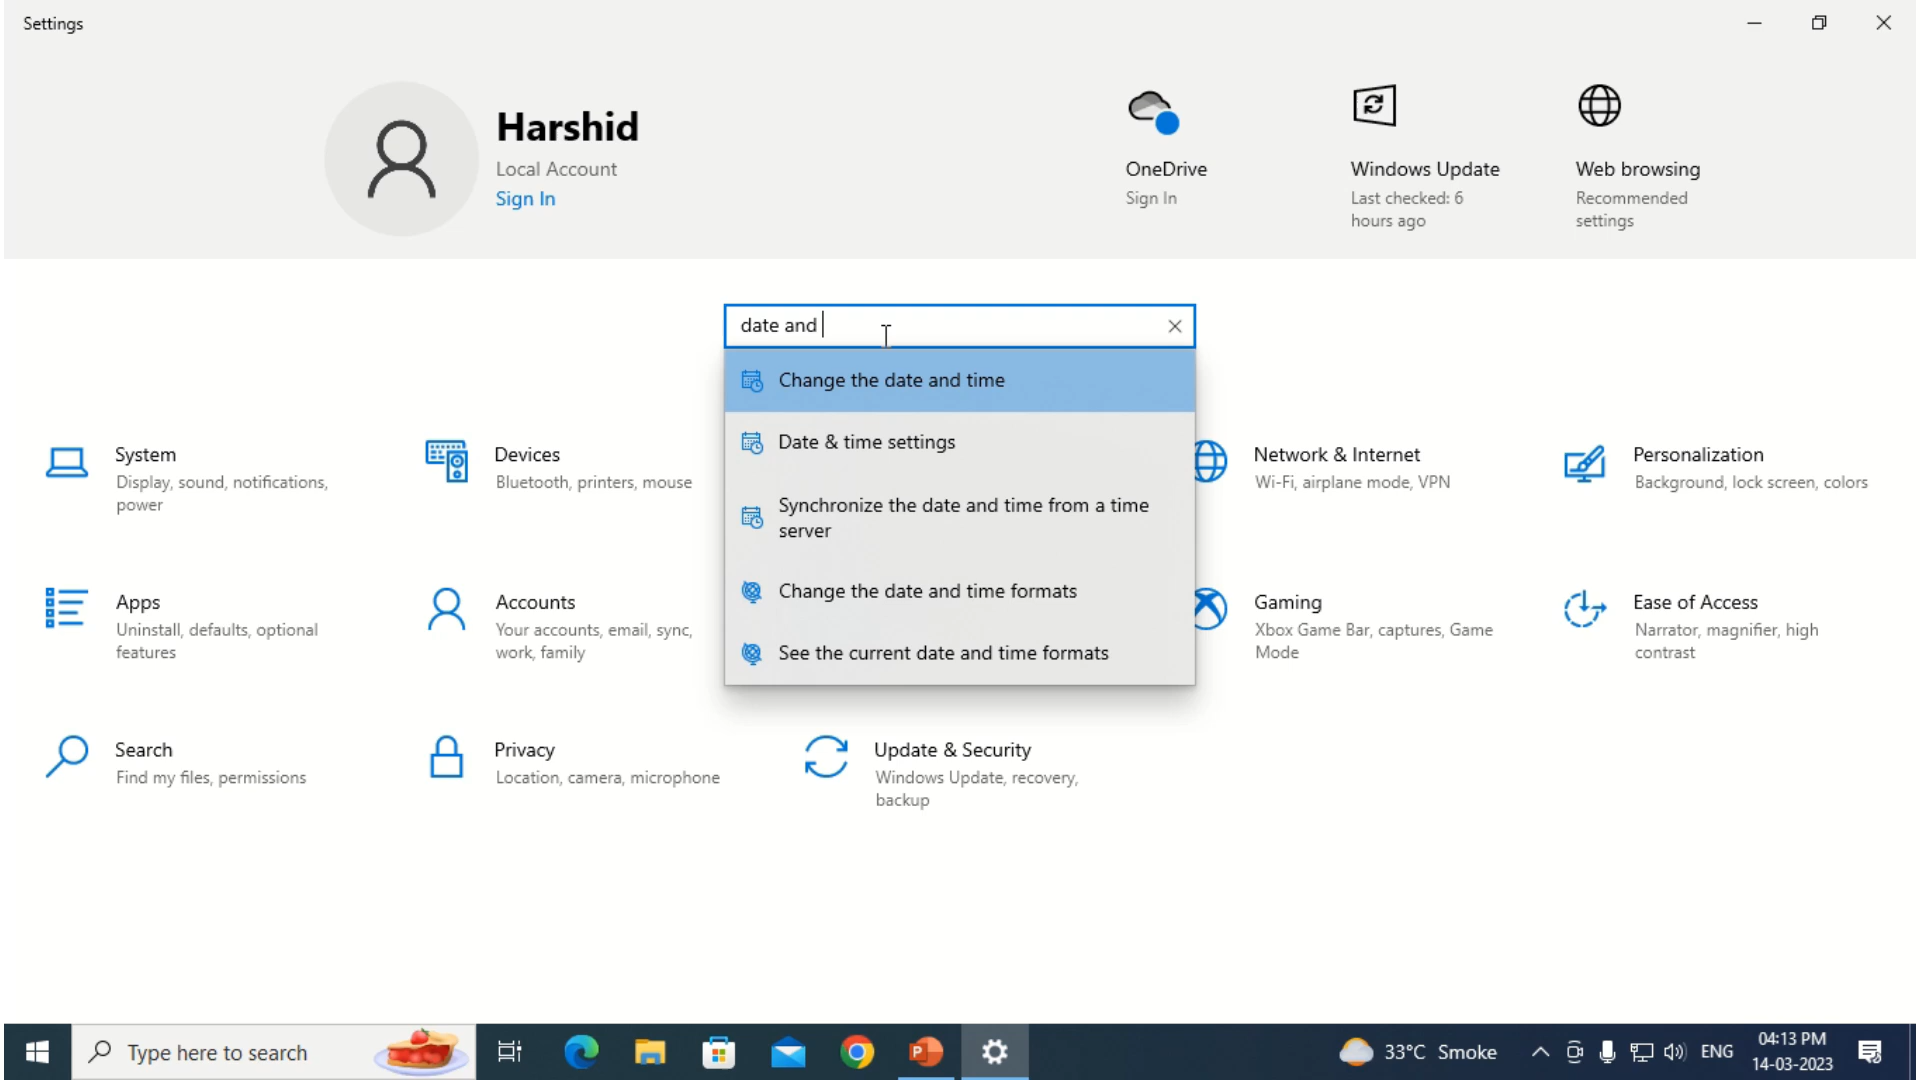 Settings
Harshid
Local Account
Sign In
OneDrive
Sign In
Windows Update
Last checked: 6
hours ago
Web browsing
Recommended
settings
date and
Change the date and time
Date & time settings
Synchronize the date and time from a time
server
Change the date and time formats
See the current date and time formats
System
Display, sound, notifications,
power
Devices
Bluetooth, printers, mouse
Network & Internet
Wi-Fi, airplane mode, VPN
Personalization
Background, lock screen, colors
Apps
Uninstall, defaults, optional
features
Accounts
Your accounts, email, sync,
work, family
Gaming
Xbox Game Bar, captures, Game
Mode
Ease of Access
Narrator, magnifier, high
contrast
Search
Find my files, permissions
Privacy
Location, camera, microphone
Update & Security
Windows Update, recovery,
backup
Type here to search
P
33°C Smoke
ENG
04:13 PM
14-03-2023